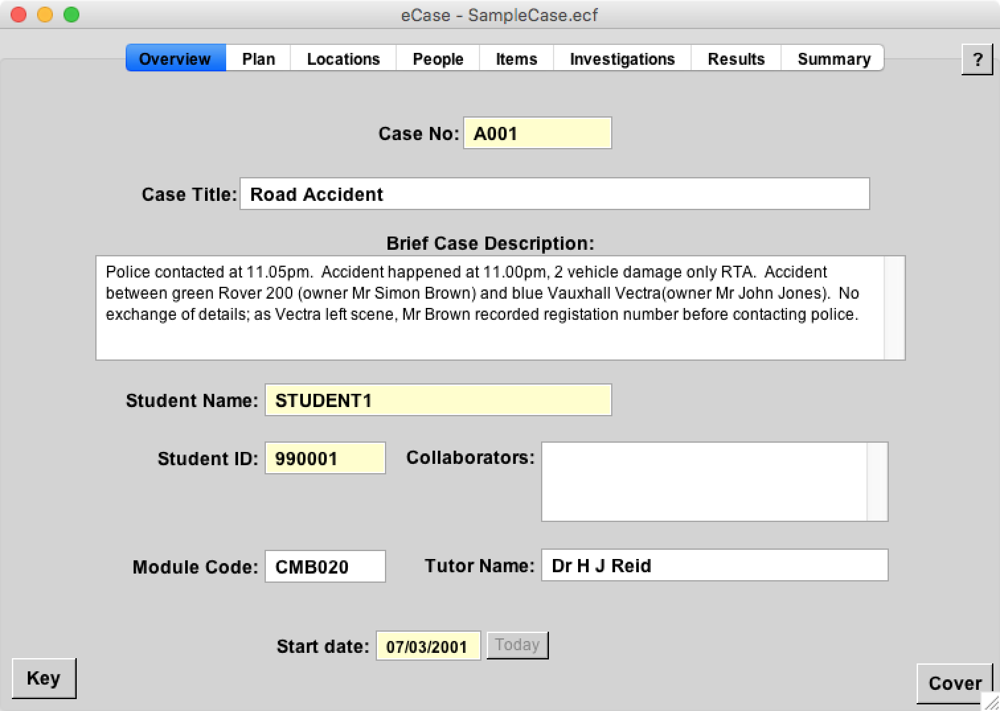 eCase - SampleCase.ecf
Overview Plan Locations People Items Investigations Results Summary ?
Case No: A001
Case Title: Road Accident
Brief Case Description:
Police contacted at 11.05pm.  Accident happened at 11.00pm, 2 vehicle damage only RTA.  Accident
between green Rover 200 (owner Mr Simon Brown) and blue Vauxhall Vectra(owner Mr John Jones).  No
exchange of details; as Vectra left scene, Mr Brown recorded registation number before contacting police.
Student Name: STUDENT1
Student ID: 990001 Collaborators:
Module Code: CMB020 Tutor Name: Dr H J Reid
Start date: 07/03/2001 Today
Key Cover